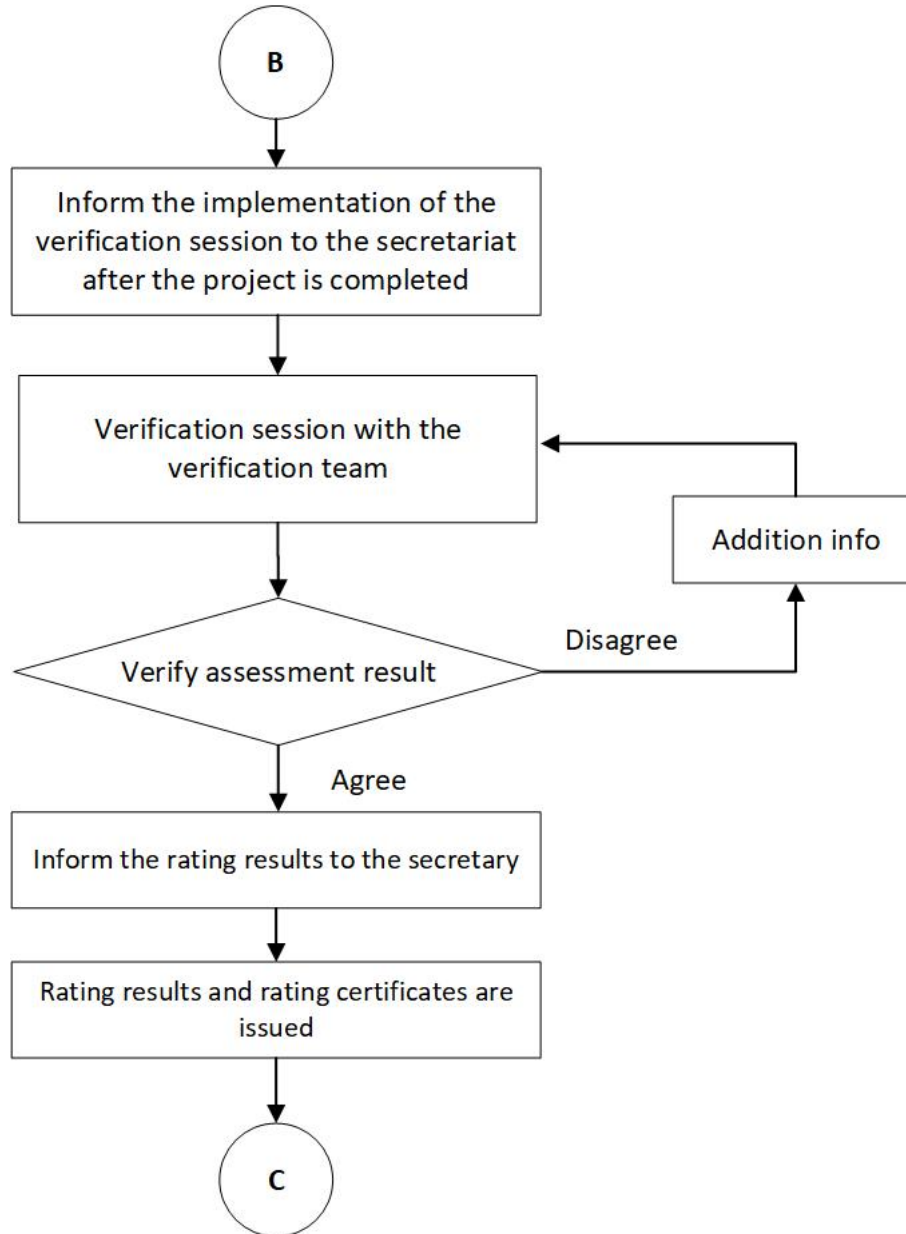 B
Inform the implementation of the
verification session to the secretariat
after the project is completed
Verification session with the
verification team
Addition info
Verify assessment result
Disagree
Agree
Inform the rating results to the secretary
Rating results and rating certificates are
issued
C